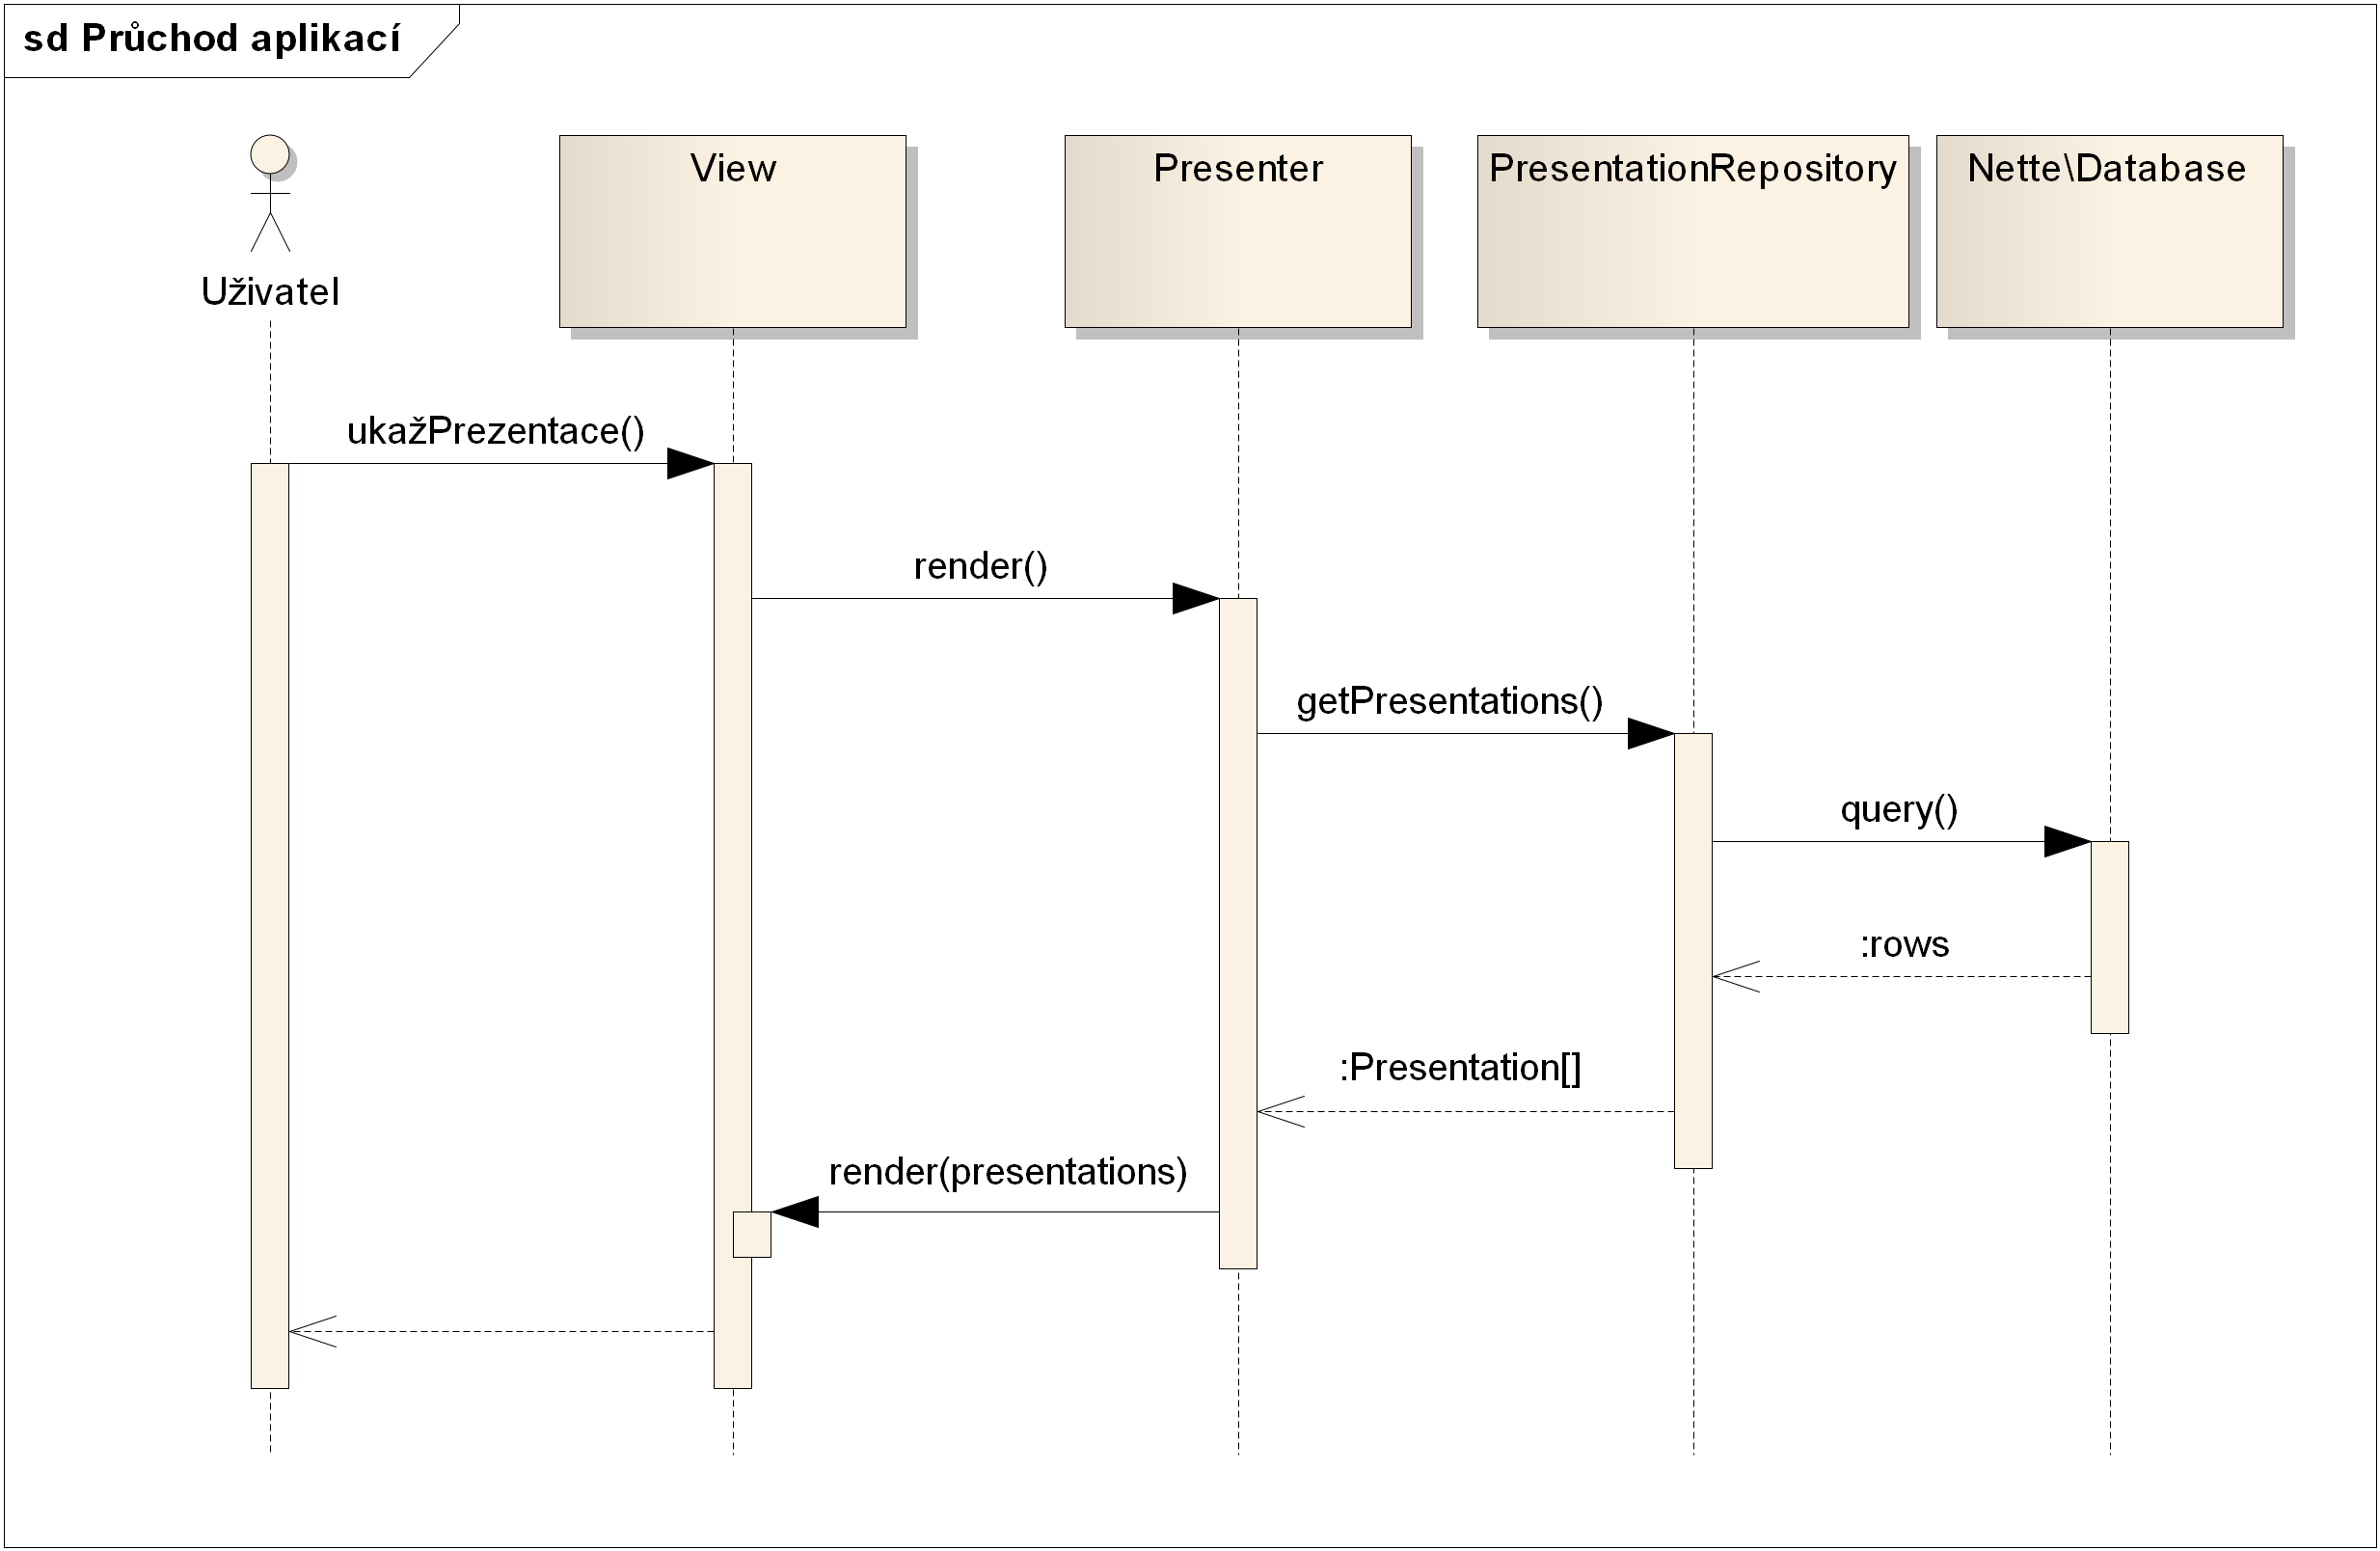 sd Průchod aplikací
Uživatel
View
Presenter
PresentationRepository
Nette\Database
ukažPrezentace()
render()
getPresentations()
query()
:rows
:Presentation[]
render(presentations)